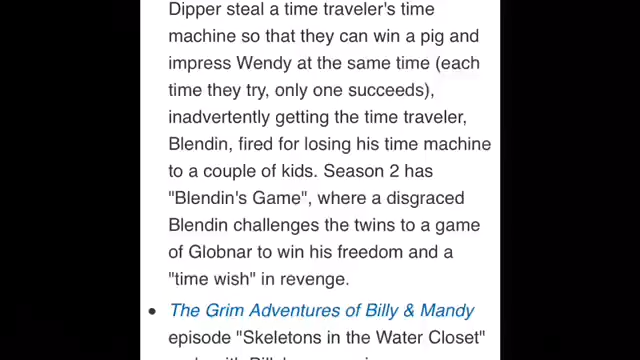 Dipper steal a time traveler's time
machine so that they can win a pig and
impress Wendy at the same time (each
time they try, only one succeeds),
inadvertently getting the time traveler,
Blendin, fired for losing his time machine
to a couple of kids. Season 2 has
"Blendin's Game", where a disgraced
Blendin challenges the twins to a game
of Globnar to win his freedom and a
"time wish" in revenge.
• The Grim Adventures of Billy & Mandy
episode "Skeletons in the Water Closet"